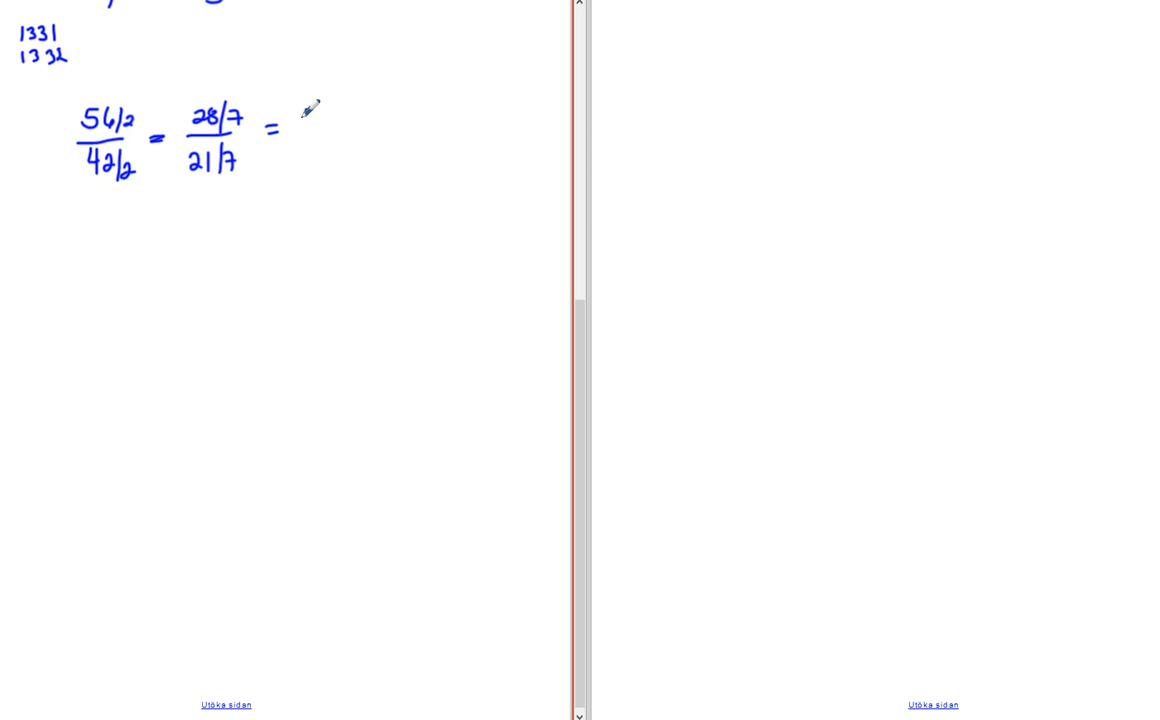 1331
1332
56/2 = 28/7 =
42/2 21/7
Utöka sidan Utöka sidan